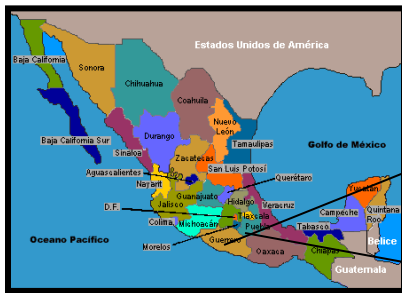 Estados Unidos de América
Baja California
Sonora
Chihuahua
Coahuila
Nuevo
León
Baja California Sur
Durango
Tamaulipas
Golfo de México
Sinaloa
Zacatecas
Aguascalientes
San Luis Potosí
Yucatán
Nayarit
Querétaro
Guanajuato
Hidalgo
Veracruz
Campeche
Quintana
Roo
D.F.
Jalisco
Tlaxcala
Colima
Michoacán
Puebla
Tabasco
Océano Pacífico
Morelos
Guerrero
Oaxaca
Chiapas
Belice
Guatemala